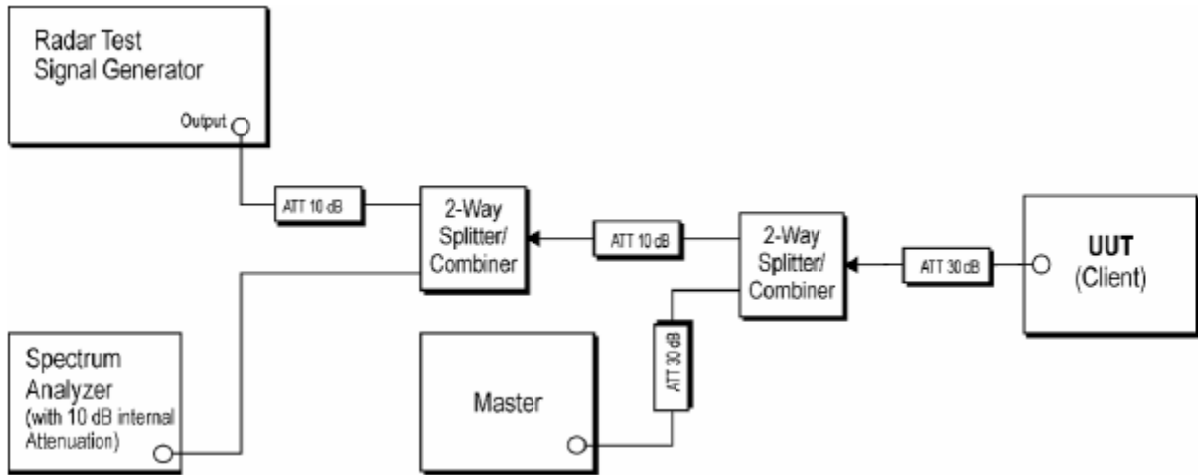 Radar Test
Signal Generator
Output
ATT 10 dB
2-Way
Splitter/
Combiner
ATT 10 dB
2-Way
Splitter/
Combiner
ATT 30 dB
UUT
(Client)
Spectrum
Analyzer
(with 10 dB internal
Attenuation)
Master
ATT 30 dB